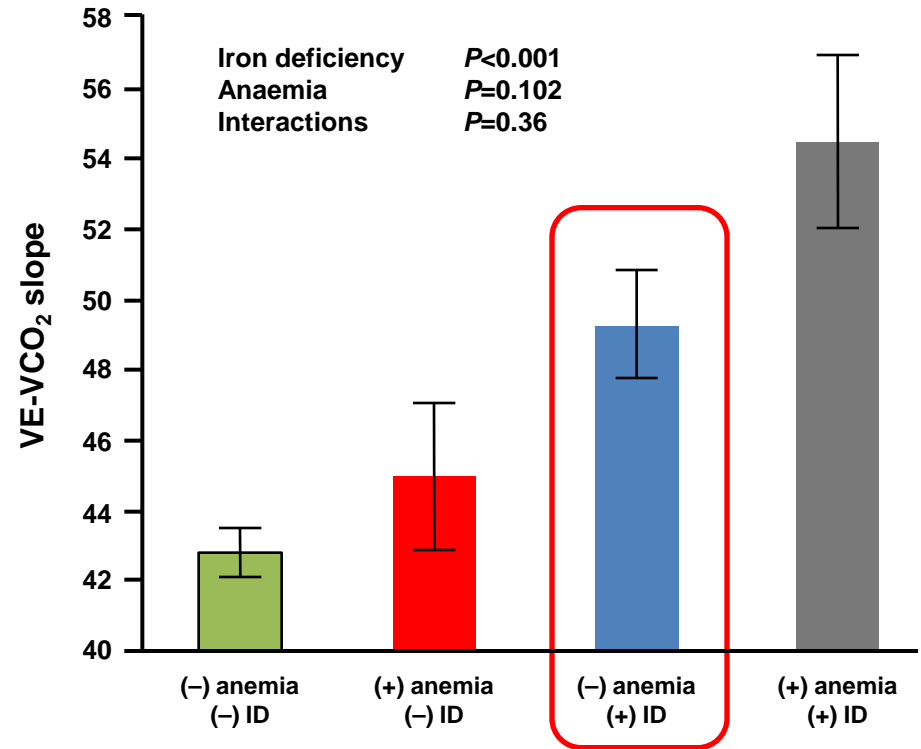 58
56
54
52
50
48
46
44
42
40
VE-VCO₂ slope
Iron deficiency P<0.001
Anaemia P=0.102
Interactions P=0.36
(–) anemia
(–) ID
(+) anemia
(–) ID
(–) anemia
(+) ID
(+) anemia
(+) ID